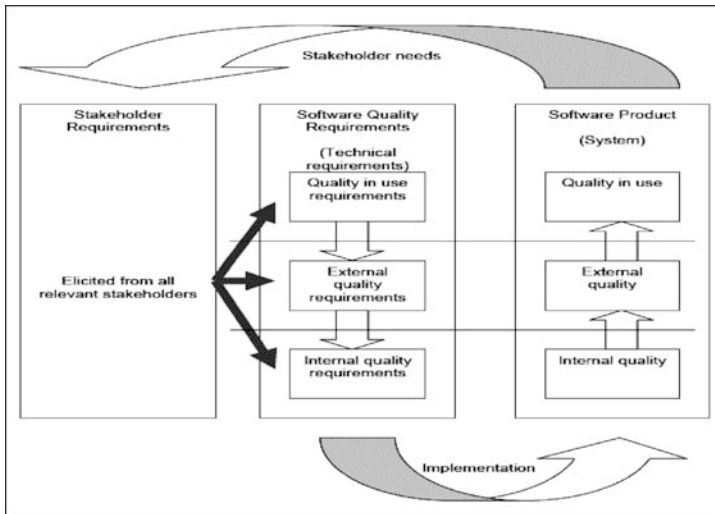 Stakeholder needs
Stakeholder
Requirements
Elicited from all
relevant stakeholders
Software Quality
Requirements
(Technical
requirements)
Quality in use
requirements
External
quality
requirements
Internal quality
requirements
Software Product
(System)
Quality in use
External
quality
Internal quality
Implementation